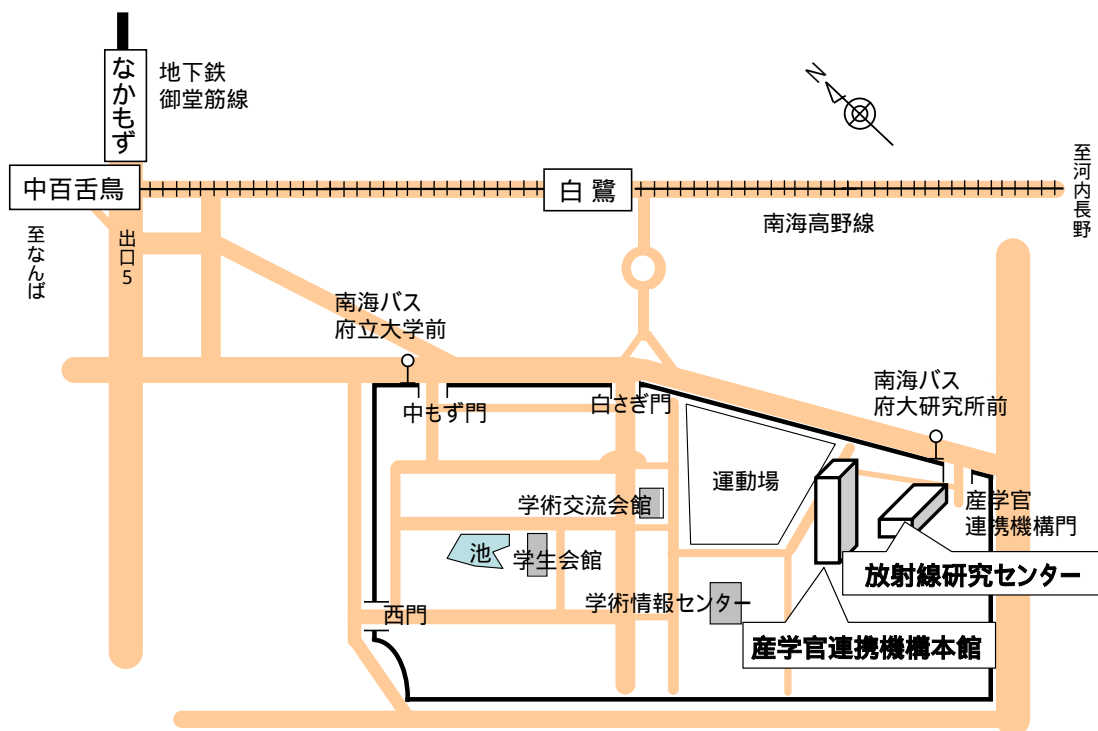 なかもず
地下鉄
御堂筋線
N
中百舌鳥
白鷺
至河内長野
南海高野線
至なんば
出口5
南海バス
府立大学前
南海バス
府大研究所前
中もず門
白さぎ門
運動場
学術交流会館
産学官
連携機構門
池
学生会館
放射線研究センター
学術情報センター
西門
産学官連携機構本館